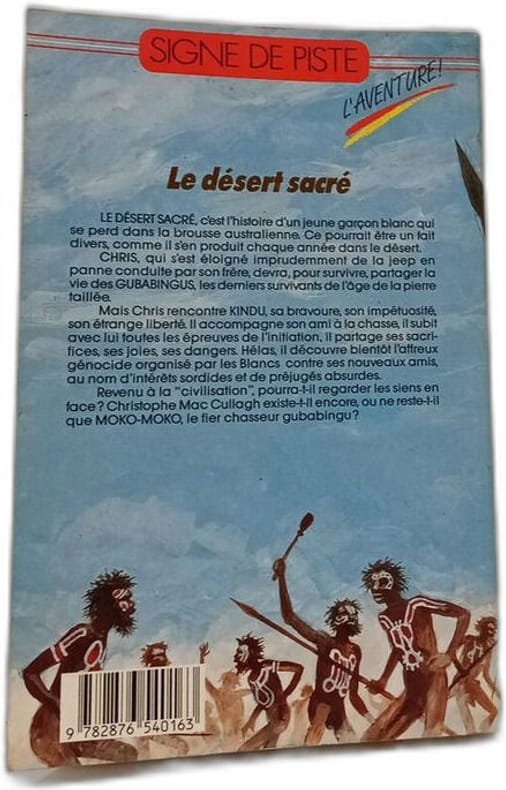 SIGNE DE PISTE
L'AVENTURE!
Le désert sacré
LE DÉSERT SACRÉ, c'est l'histoire d'un jeune garçon blanc qui
se perd dans la brousse australienne. Ce pourrait être un fait
divers, comme il s'en produit chaque année dans le désert.
CHRIS, qui s'est éloigné imprudemment de la jeep en
panne conduite par son frère, devra, pour survivre, partager la
vie des GUBABINGUS, les derniers survivants de l'âge de la pierre
taillée.
Mais Chris rencontre KINDU, sa bravoure, son impétuosité,
son étrange liberté. Il accompagne son ami à la chasse, il subit
avec lui toutes les épreuves de l'initiation, il partage ses sacri-
fices, ses joies, ses dangers. Hélas, il découvre bientôt l'affreux
génocide organisé par les Blancs contre ses nouveaux amis,
au nom d'intérêts sordides et de préjugés absurdes.
Revenu à la "civilisation", pourra-t-il regarder les siens en
face? Christophe Mac Cullagh existe-t-il encore, ou ne reste-t-il
que MOKO-MOKO, le fier chasseur gubabingu?
9 782876 540163